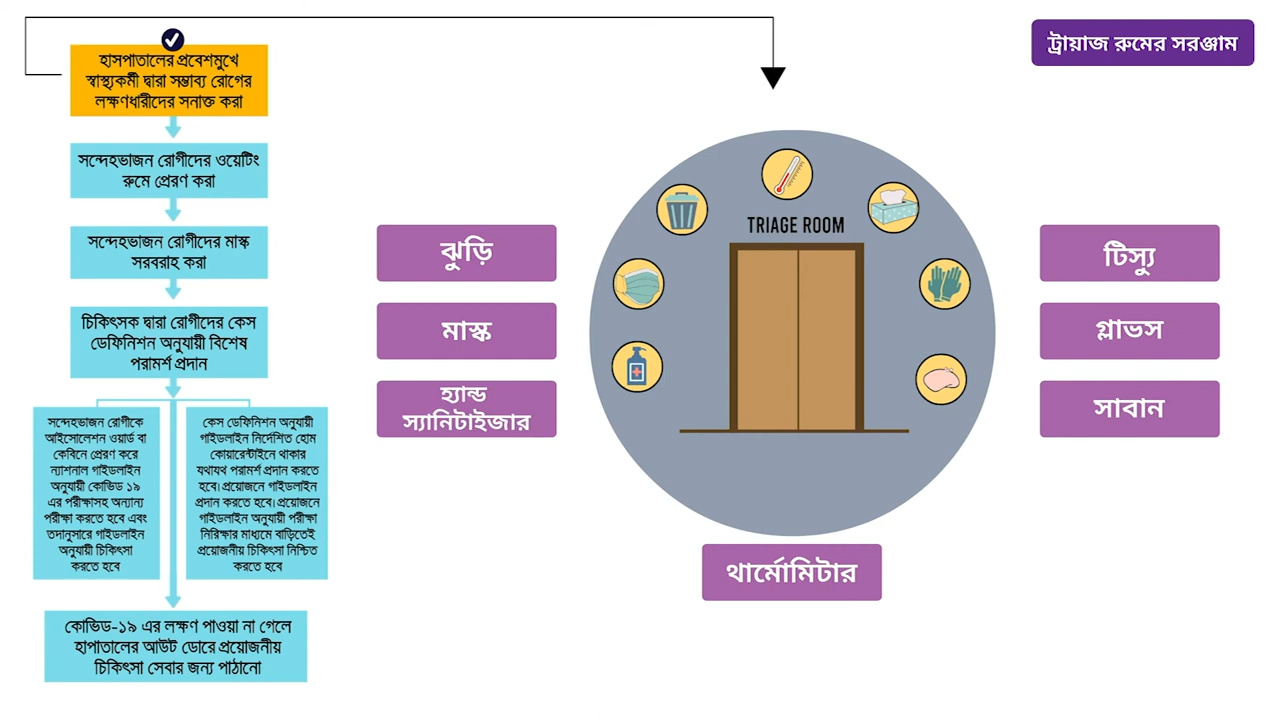 ট্রায়াজ রুমের সরঞ্জাম
হাসপাতালের প্রবেশমুখে
স্বাস্থ্যকর্মী দ্বারা সম্ভাব্য রোগের
লক্ষণধারীদের সনাক্ত করা
সন্দেহভাজন রোগীদের ওয়েটিং
রুমে প্রেরণ করা
সন্দেহভাজন রোগীদের মাস্ক
সরবরাহ করা
চিকিৎসক দ্বারা রোগীদের কেস
ডেফিনিশন অনুযায়ী বিশেষ
পরামর্শ প্রদান
সন্দেহভাজন রোগীকে
আইসোলেশন ওয়ার্ড বা
কেবিনে প্রেরণ করে
ন্যাশনাল গাইডলাইন
অনুযায়ী কোভিড ১৯
এর পরীক্ষাসহ অন্যান্য
পরীক্ষা করতে হবে এবং
তদানুসারে গাইডলাইন
অনুযায়ী চিকিত্সা
করতে হবে
কেস ডেফিনিশন অনুযায়ী
গাইডলাইন নির্দেশিত হোম
কোয়ারেন্টাইনে থাকার
যথাযথ পরামর্শ প্রদান করতে
হবে।প্রয়োজনে গাইডলাইন
প্রদান করতে হবে।প্রয়োজনে
গাইডলাইন অনুযায়ী পরীক্ষা
নিরিক্ষার মাধ্যমে বাড়িতেই
প্রয়োজনীয় চিকিত্সা নিশ্চিত
করতে হবে
কোভিড-১৯ এর লক্ষণ পাওয়া না গেলে
হাপাতালের আউট ডোরে প্রয়োজনীয়
চিকিত্সা সেবার জন্য পাঠানো
ঝুড়ি
মাস্ক
হ্যান্ড
স্যানিটাইজার
TRIAGE ROOM
টিস্যু
গ্লাভস
সাবান
থার্মোমিটার